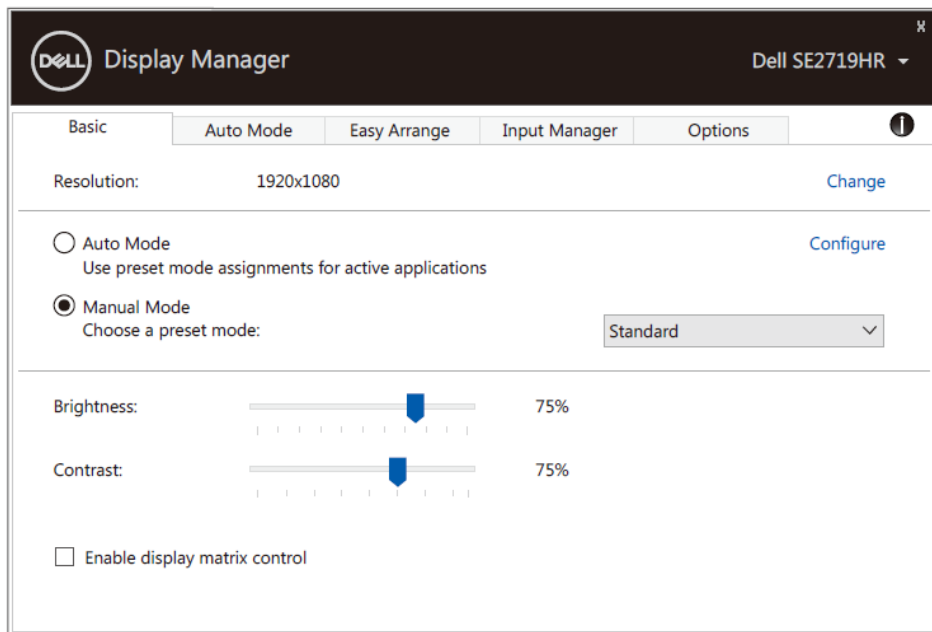 DELL Display Manager
X
Dell SE2719HR
Basic Auto Mode Easy Arrange Input Manager Options
i
Resolution: 1920x1080 Change
Auto Mode Configure
Use preset mode assignments for active applications
Manual Mode
Choose a preset mode: Standard
Brightness: 75%
Contrast: 75%
Enable display matrix control